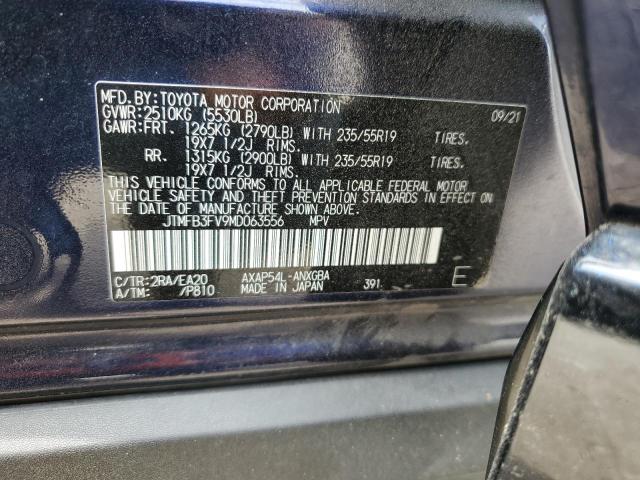 MFD.BY:TOYOTA MOTOR CORPORATION 09/21
GVWR:2510KG (5530LB)
GAWR:FRT. 1265KG (2790LB) WITH 235/55R19 TIRES.
19X7 1/2J RIMS.
RR. 1315KG (2900LB) WITH 235/55R19 TIRES.
19X7 1/2J RIMS.
THIS VEHICLE CONFORMS TO ALL APPLICABLE FEDERAL MOTOR
VEHICLE SAFETY AND THEFT PREVENTION STANDARDS IN EFFECT ON
THE DATE OF MANUFACTURE SHOWN ABOVE.
JTMFB3FV9MD063556 MPV
C/TR:2RA/EA20 AXAP54L-ANXGBA 391. E
A/TM: /P810 MADE IN JAPAN